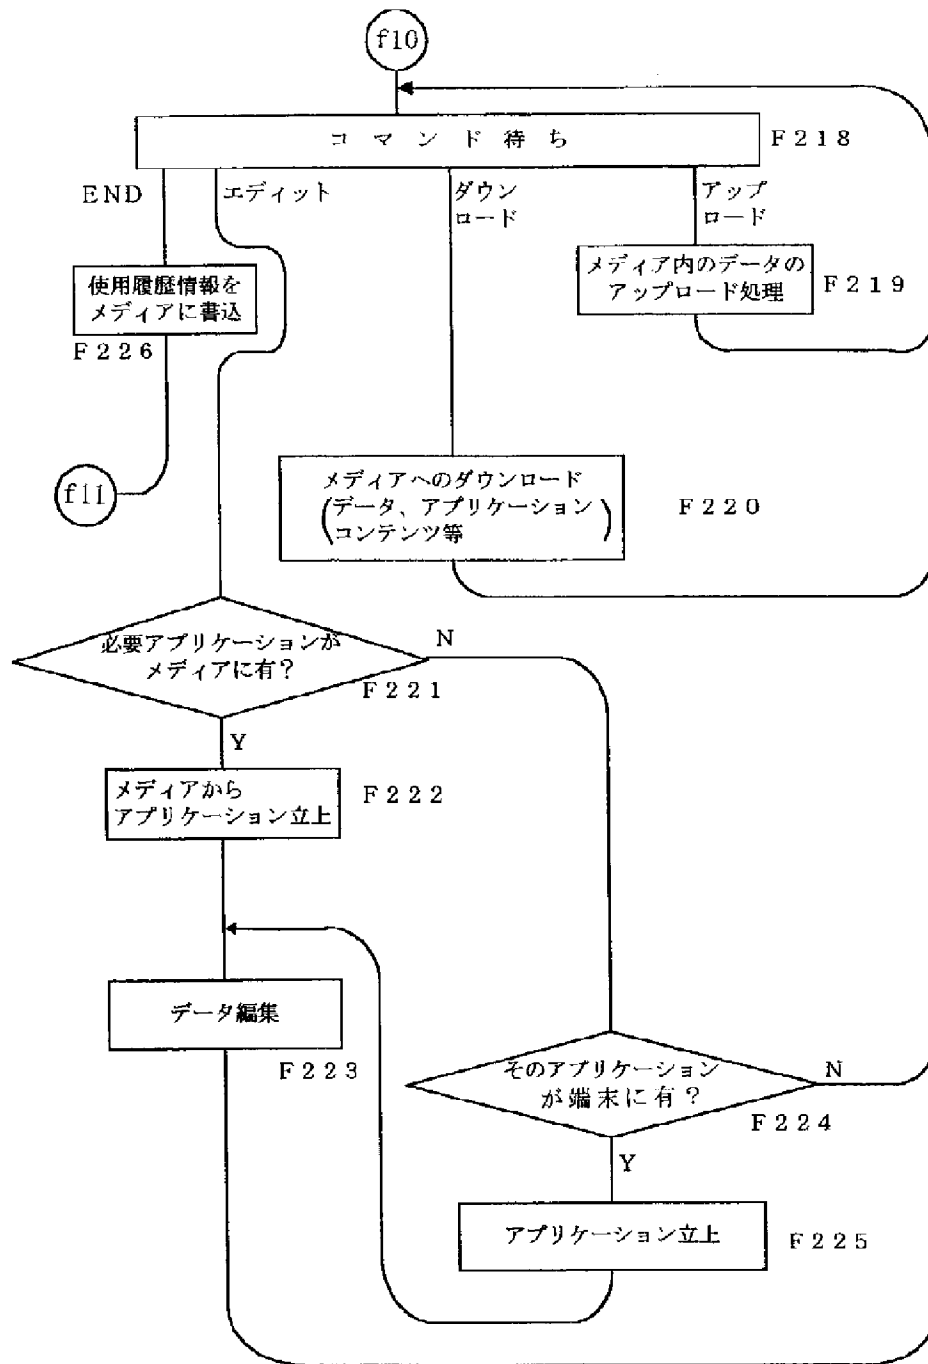 f10
コマンド待ち
F218
END
エディット
ダウン
ロード
アップ
ロード
使用履歴情報を
メディアに書込
F226
メディア内のデータの
アップロード処理
F219
f11
メディアへのダウンロード
(データ、アプリケーション
コンテンツ等)
F220
必要アプリケーションが
メディアに有?
N
F221
Y
メディアから
アプリケーション立上
F222
データ編集
F223
そのアプリケーション
が端末に有?
N
F224
Y
アプリケーション立上
F225